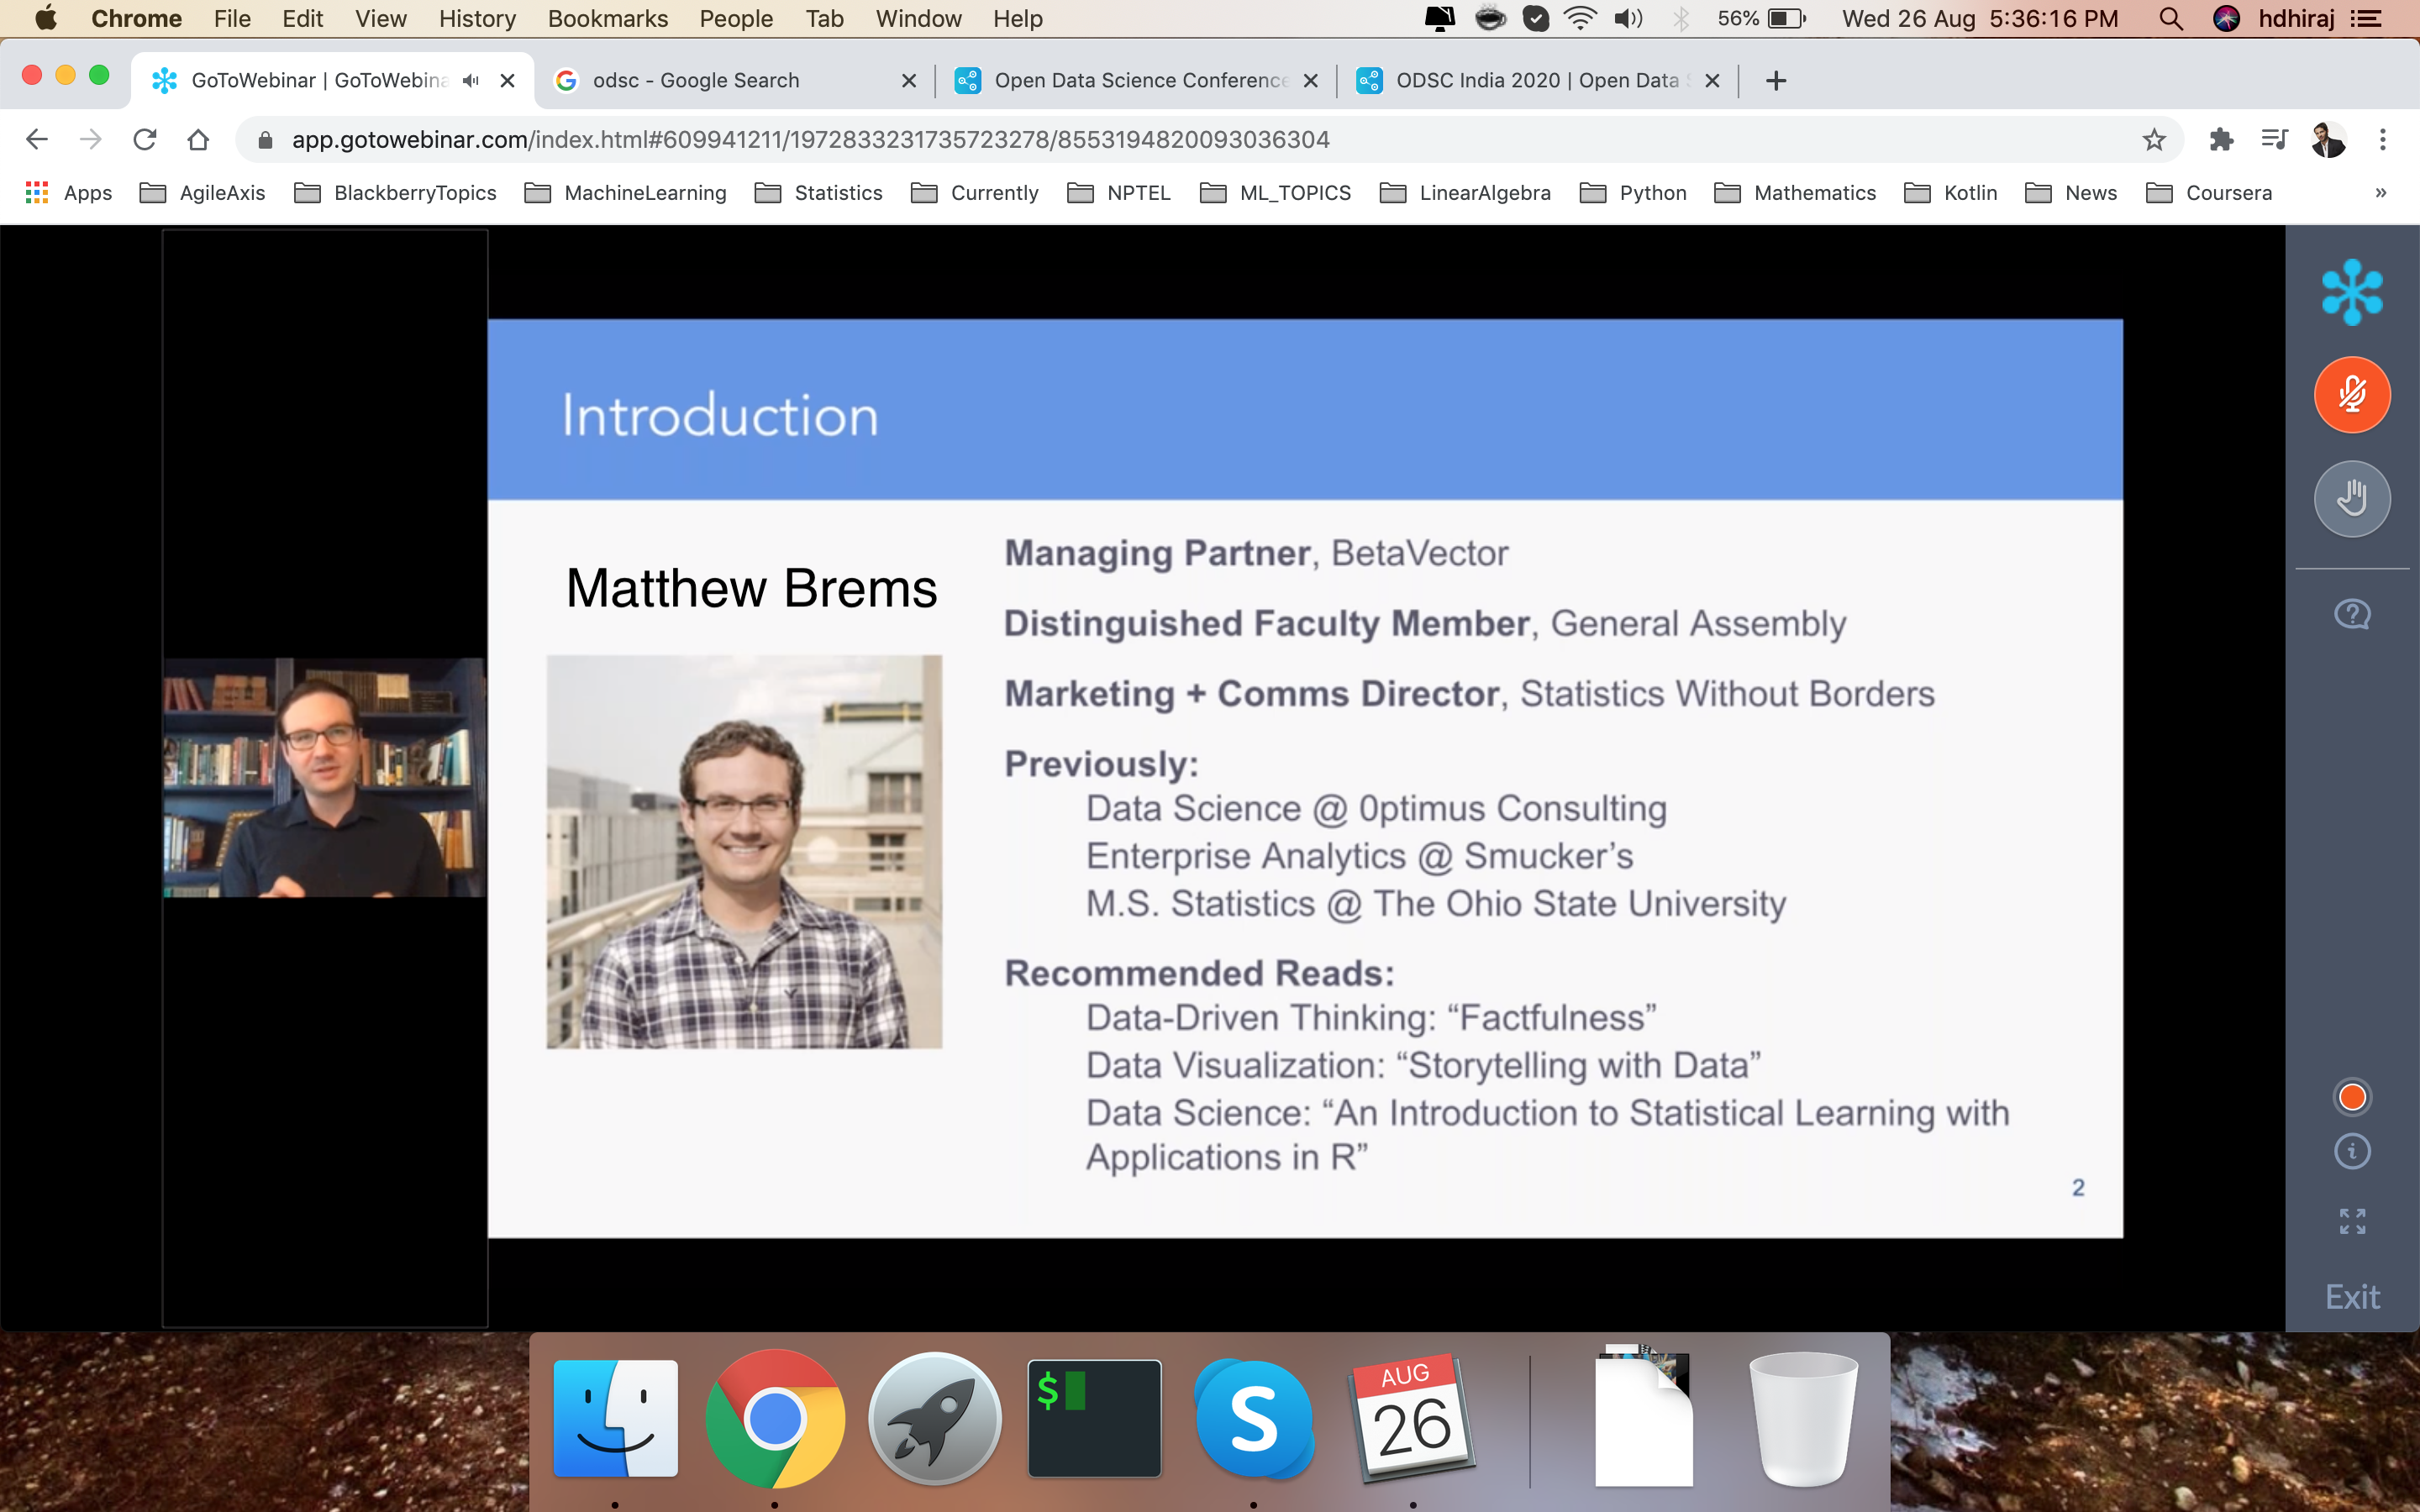 Chrome File Edit View History Bookmarks People Tab Window Help 56% Wed 26 Aug 5:36:16 PM hdhiraj
GoToWebinar | GoToWebina odsc - Google Search Open Data Science Conference ODSC India 2020 | Open Data
app.gotowebinar.com/index.html#609941211/1972833231735723278/8553194820093036304
Apps AgileAxis BlackberryTopics MachineLearning Statistics Currently NPTEL ML_TOPICS LinearAlgebra Python Mathematics Kotlin News Coursera »
Introduction
Matthew Brems
Managing Partner, BetaVector
Distinguished Faculty Member, General Assembly
Marketing + Comms Director, Statistics Without Borders
Previously:
Data Science @ 0ptimus Consulting
Enterprise Analytics @ Smucker’s
M.S. Statistics @ The Ohio State University
Recommended Reads:
Data-Driven Thinking: “Factfulness”
Data Visualization: “Storytelling with Data”
Data Science: “An Introduction to Statistical Learning with
Applications in R”
2
Exit
$
S
AUG
26